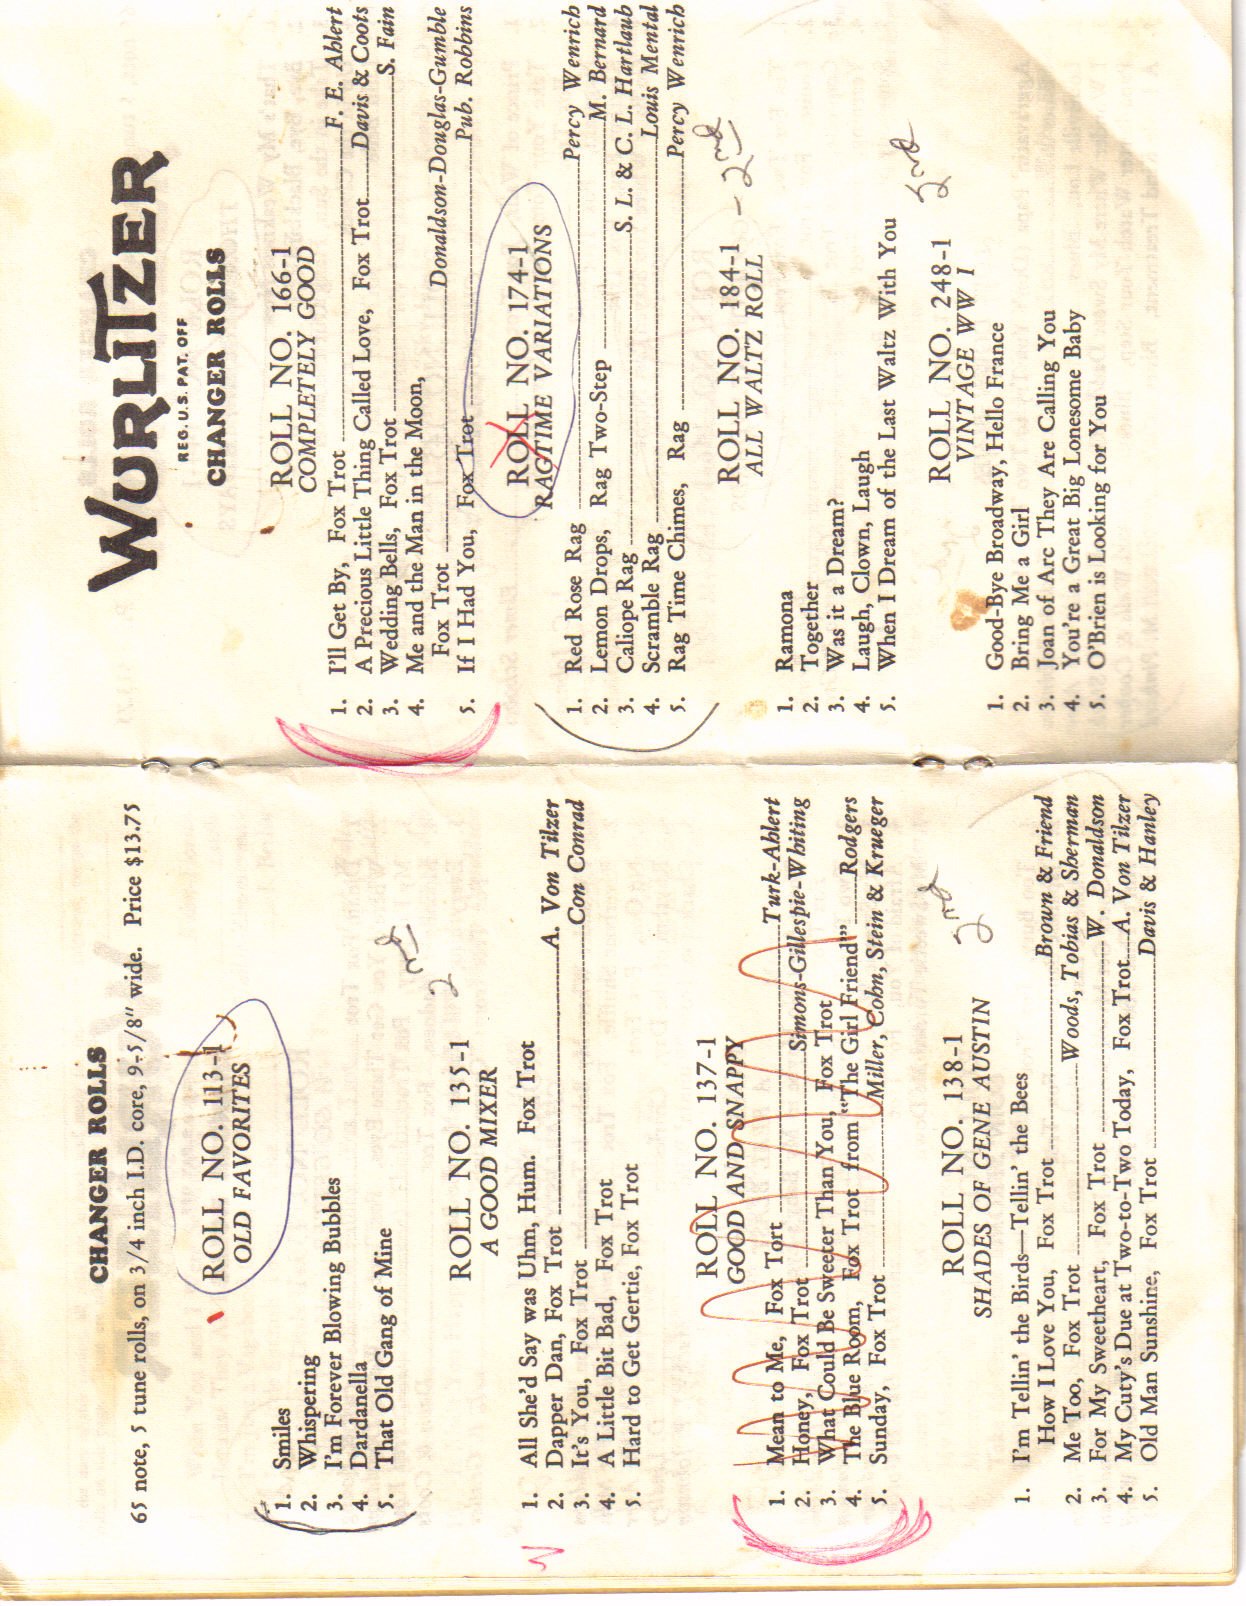 CHANGER ROLLS
65 note, 5 tune rolls, on 3/4 inch I.D. core, 9-5/8" wide. Price $13.75
ROLL NO. 113-1
OLD FAVORITES
1. Smiles
2. Whispering
3. I'm Forever Blowing Bubbles
4. Dardanella
5. That Old Gang of Mine
2nd
ROLL NO. 135-1
A GOOD MIXER
1. All She'd Say was Uhm, Hum. Fox Trot
2. Dapper Dan, Fox Trot A. Von Tilzer
3. It's You, Fox Trot Con Conrad
4. A Little Bit Bad, Fox Trot
5. Hard to Get Gertie, Fox Trot
ROLL NO. 137-1
GOOD AND SNAPPY
1. Mean to Me, Fox Tort Turk-Ahlert
2. Honey, Fox Trot Simons-Gillespie-Whiting
3. What Could Be Sweeter Than You, Fox Trot
4. The Blue Room, Fox Trot from "The Girl Friend" Rodgers
5. Sunday, Fox Trot Miller, Cohn, Stein & Krueger
2nd
ROLL NO. 138-1
SHADES OF GENE AUSTIN
1. I'm Tellin' the Birds—Tellin' the Bees
How I Love You, Fox Trot Brown & Friend
2. Me Too, Fox Trot Woods, Tobias & Sherman
3. For My Sweetheart, Fox Trot W. Donaldson
4. My Cuty's Due at Two-to-Two Today, Fox Trot A. Von Tilzer
5. Old Man Sunshine, Fox Trot Davis & Hanley
WURLITZER
REG. U.S. PAT. OFF
CHANGER ROLLS
ROLL NO. 166-1
COMPLETELY GOOD
1. I'll Get By, Fox Trot F. E. Ahlert
2. A Precious Little Thing Called Love, Fox Trot Davis & Coots
3. Wedding Bells, Fox Trot S. Fain
4. Me and the Man in the Moon,
Fox Trot Donaldson-Douglas-Gumble
5. If I Had You, Fox Trot Pub. Robbins
ROLL NO. 174-1
RAGTIME VARIATIONS
1. Red Rose Rag Percy Wenrich
2. Lemon Drops, Rag Two-Step M. Bernard
3. Caliope Rag S. L. & C. L. Hartlaub
4. Scramble Rag Louis Mental
5. Rag Time Chimes, Rag Percy Wenrich
ROLL NO. 184-1 - 2nd
ALL WALTZ ROLL
1. Ramona
2. Together
3. Was it a Dream?
4. Laugh, Clown, Laugh
5. When I Dream of the Last Waltz With You
2nd
ROLL NO. 248-1
VINTAGE WW I
1. Good-Bye Broadway, Hello France
2. Bring Me a Girl
3. Joan of Arc They Are Calling You
4. You're a Great Big Lonesome Baby
5. O'Brien is Looking for You